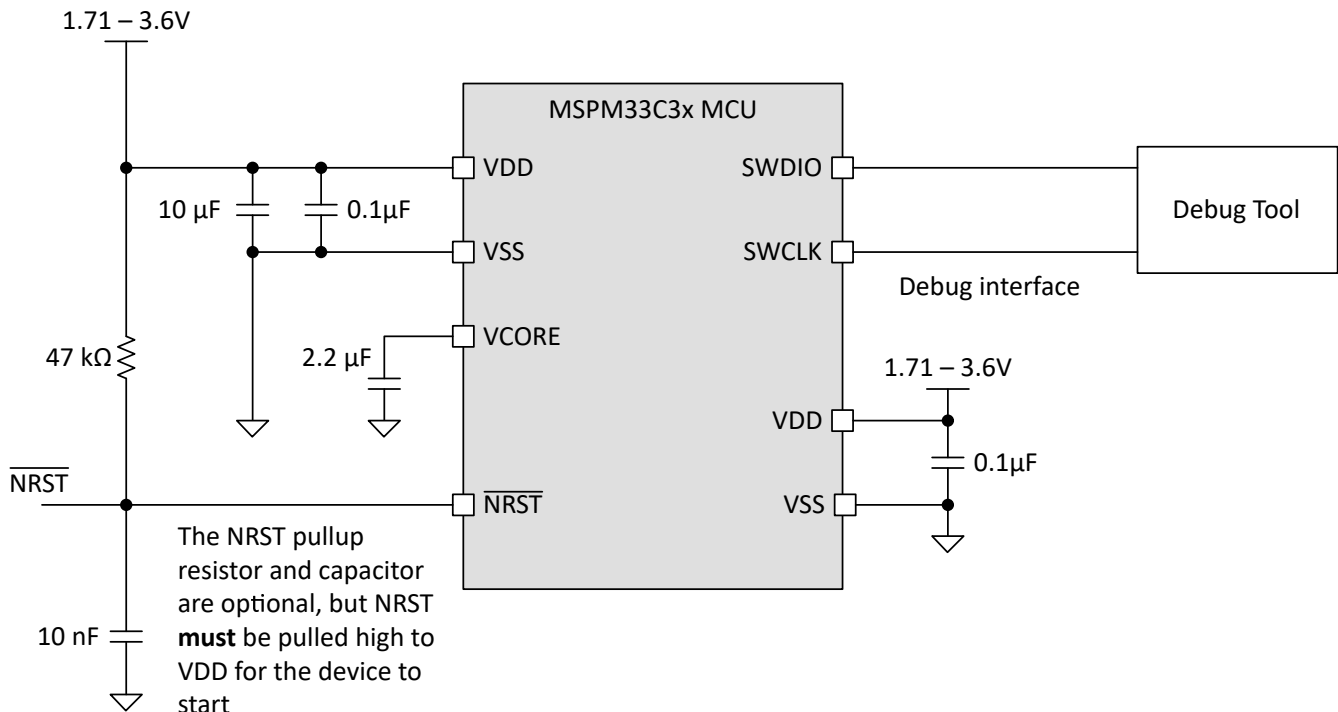 1.71 – 3.6V
MSPM33C3x MCU
VDD
SWDIO
10 µF
0.1µF
Debug Tool
VSS
SWCLK
Debug interface
VCORE
2.2 µF
47 kΩ
1.71 – 3.6V
VDD
0.1µF
NRST
NRST
VSS
The NRST pullup
resistor and capacitor
are optional, but NRST
must be pulled high to
VDD for the device to
start
10 nF